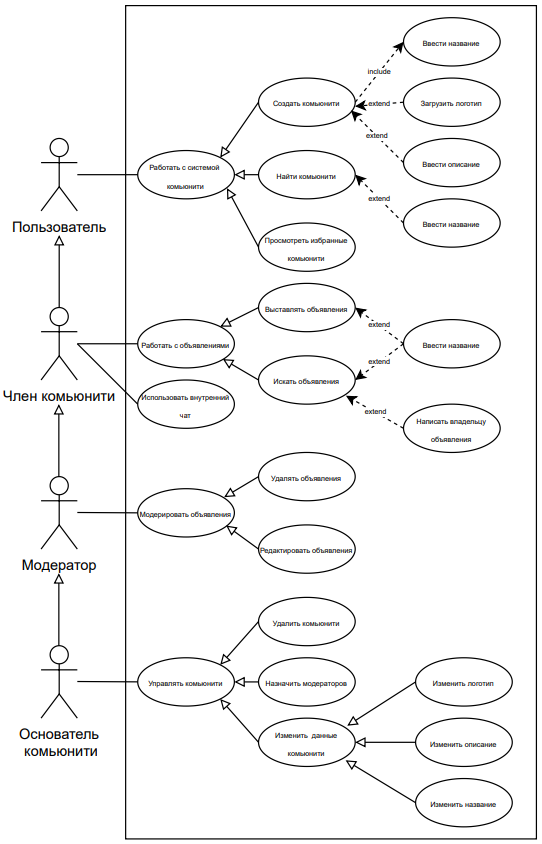 Ввести название
include
Создать комьюнити
extend
Загрузить логотип
extend
Работать с системой
комьюнити
Найти комьюнити
Ввести описание
extend
Ввести название
Пользователь
Просмотреть избранные
комьюнити
Выставлять объявления
extend
Работать с объявлениями
Ввести название
extend
Искать объявления
Член комьюнити
Использовать внутренний
чат
extend
Написать владельцу
объявления
Удалять объявления
Модерировать объявления
Редактировать объявления
Модератор
Удалить комьюнити
Управлять комьюнити
Назначить модераторов
Изменить логотип
Основатель
комьюнити
Изменить данные
комьюнити
Изменить описание
Изменить название